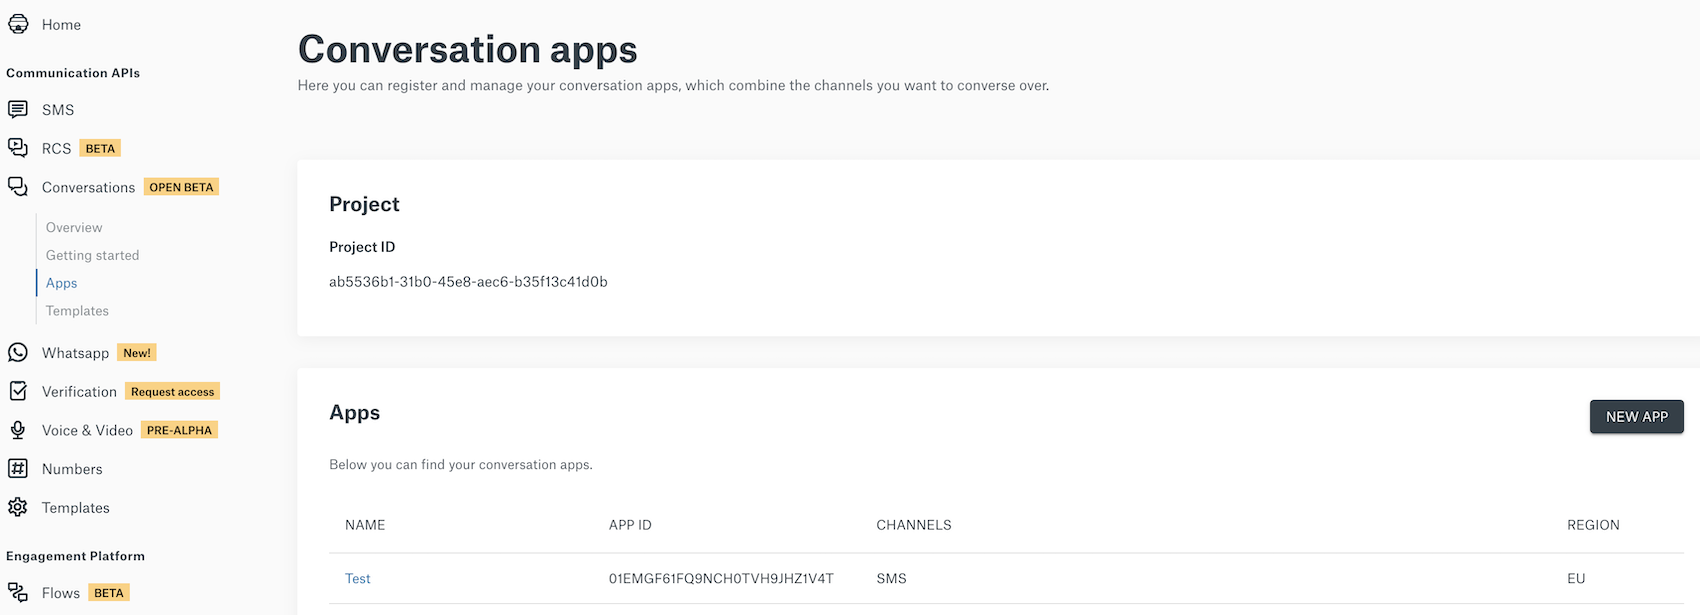 Home
Communication APIs
SMS
RCS BETA
Conversations OPEN BETA
Overview
Getting started
Apps
Templates
Whatsapp New!
Verification Request access
Voice & Video PRE-ALPHA
Numbers
Templates
Engagement Platform
Flows BETA
Conversation apps
Here you can register and manage your conversation apps, which combine the channels you want to converse over.
Project
Project ID
ab5536b1-31b0-45e8-aec6-b35f13c41d0b
Apps
NEW APP
Below you can find your conversation apps.
NAME APP ID CHANNELS REGION
Test 01EMGF61FQ9NCH0TVH9JHZ1V4T SMS EU